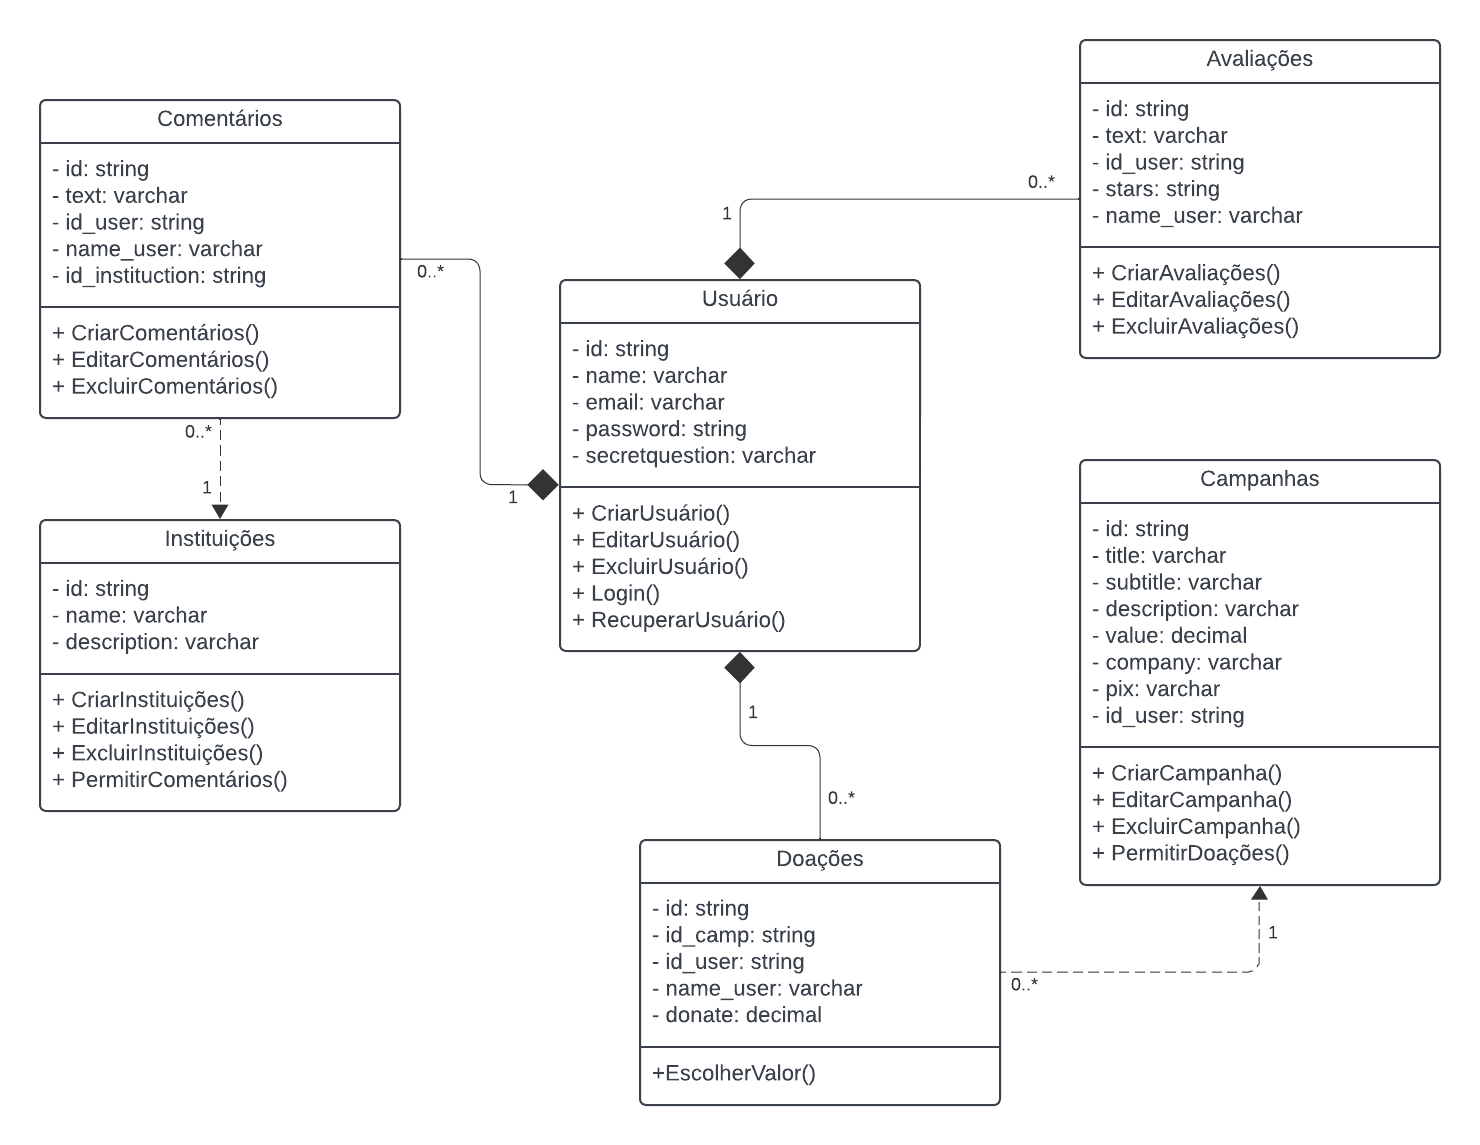 Comentários
- id: string
- text: varchar
- id_user: string
- name_user: varchar
- id_instituction: string
+ CriarComentários()
+ EditarComentários()
+ ExcluirComentários()
0..*
1
0..*
1
Instituições
- id: string
- name: varchar
- description: varchar
+ CriarInstituições()
+ EditarInstituições()
+ ExcluirInstituições()
+ PermitirComentários()
Usuário
- id: string
- name: varchar
- email: varchar
- password: string
- secretquestion: varchar
+ CriarUsuário()
+ EditarUsuário()
+ ExcluirUsuário()
+ Login()
+ RecuperarUsuário()
1
0..*
Avaliações
- id: string
- text: varchar
- id_user: string
- stars: string
- name_user: varchar
+ CriarAvaliações()
+ EditarAvaliações()
+ ExcluirAvaliações()
1
0..*
Doações
- id: string
- id_camp: string
- id_user: string
- name_user: varchar
- donate: decimal
+EscolherValor()
0..*
1
Campanhas
- id: string
- title: varchar
- subtitle: varchar
- description: varchar
- value: decimal
- company: varchar
- pix: varchar
- id_user: string
+ CriarCampanha()
+ EditarCampanha()
+ ExcluirCampanha()
+ PermitirDoações()